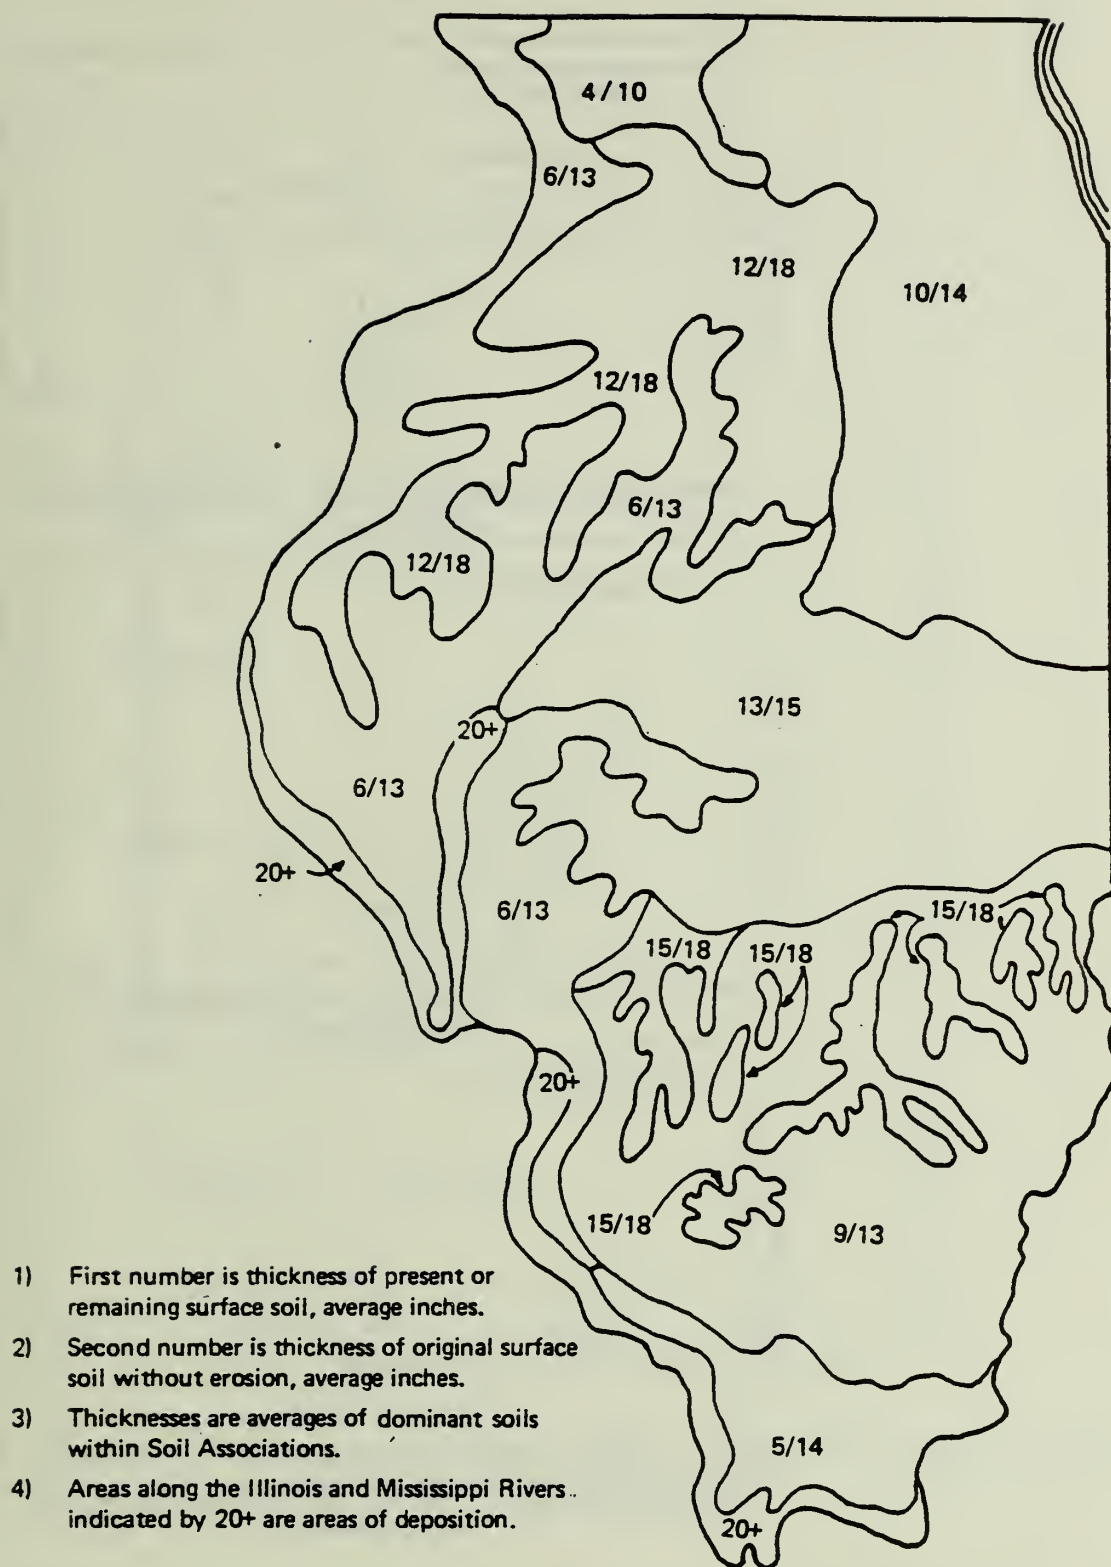 4/10
6/13
12/18
10/14
12/18
6/13
12/18
13/15
20+
6/13
20+
6/13
15/18
15/18
15/18
20+
15/18
9/13
1) First number is thickness of present or
remaining surface soil, average inches.
2) Second number is thickness of original surface
soil without erosion, average inches.
3) Thicknesses are averages of dominant soils
within Soil Associations.
4) Areas along the Illinois and Mississippi Rivers
indicated by 20+ are areas of deposition.
5/14
20+